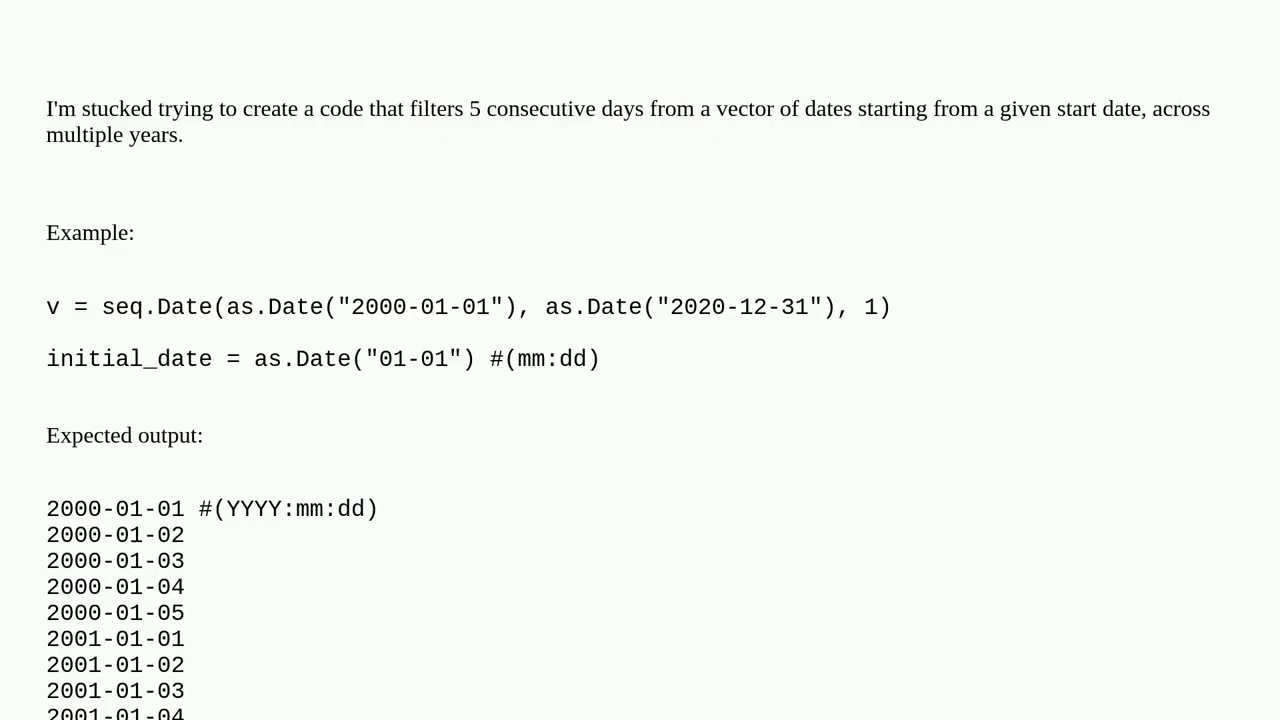 I'm stucked trying to create a code that filters 5 consecutive days from a vector of dates starting from a given start date, across
multiple years.
Example:
v = seq.Date(as.Date("2000-01-01"), as.Date("2020-12-31"), 1)
initial_date = as.Date("01-01") #(mm:dd)
Expected output:
2000-01-01 #(YYYY:mm:dd)
2000-01-02
2000-01-03
2000-01-04
2000-01-05
2001-01-01
2001-01-02
2001-01-03
2001-01-04